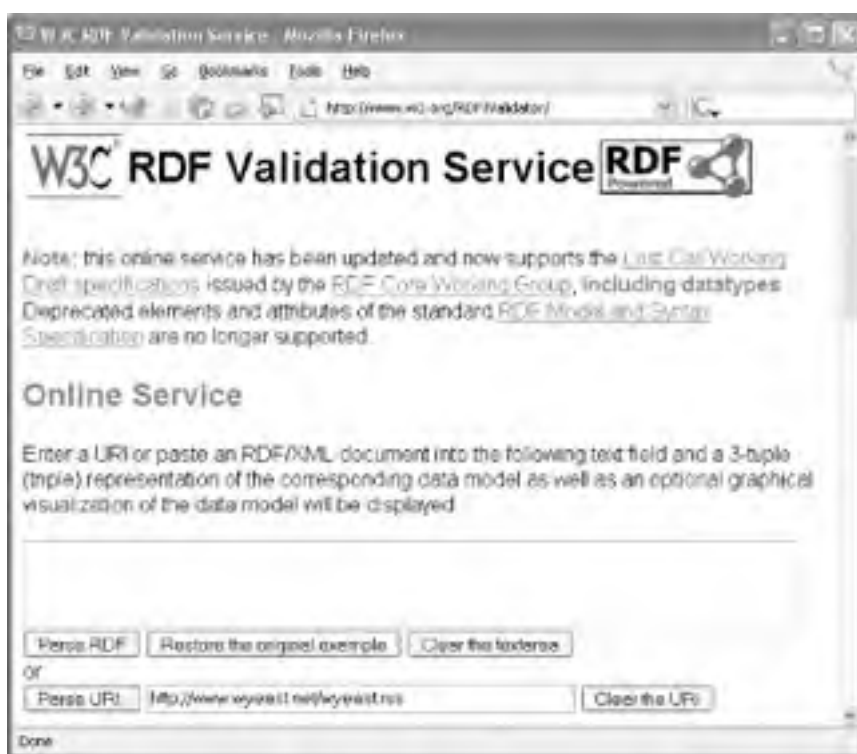 W3C RDF Validation Service - Mozilla Firefox
File Edit View Go Bookmarks Tools Help
http://www.w3.org/RDF/Validator/
W3C RDF Validation Service RDF Powered
Note: this online service has been updated and now supports the Last Call Working
Draft specifications issued by the RDF Core Working Group, including datatypes
Deprecated elements and attributes of the standard RDF Model and Syntax
Specification are no longer supported.
Online Service
Enter a URI or paste an RDF/XML document into the following text field and a 3-tuple
(triple) representation of the corresponding data model as well as an optional graphical
visualization of the data model will be displayed
Parse RDF Restore the original example Clear the textarea
or
Parse URI: http://www.wyeast.net/wyeast.rss Clear the URI
Done